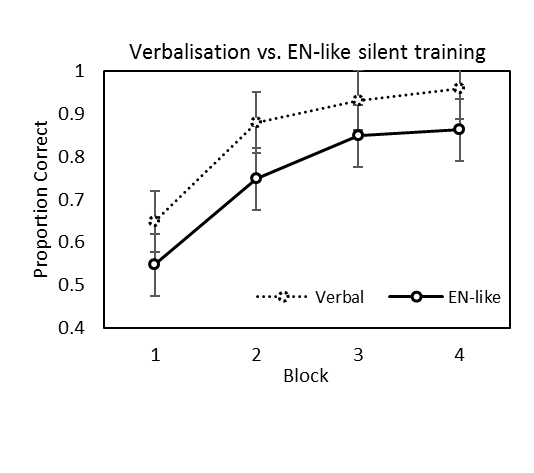 Verbalisation vs. EN-like silent training
1
0.9
0.8
0.7
0.6
0.5
0.4
Proportion Correct
Verbal
EN-like
1 2 3 4
Block